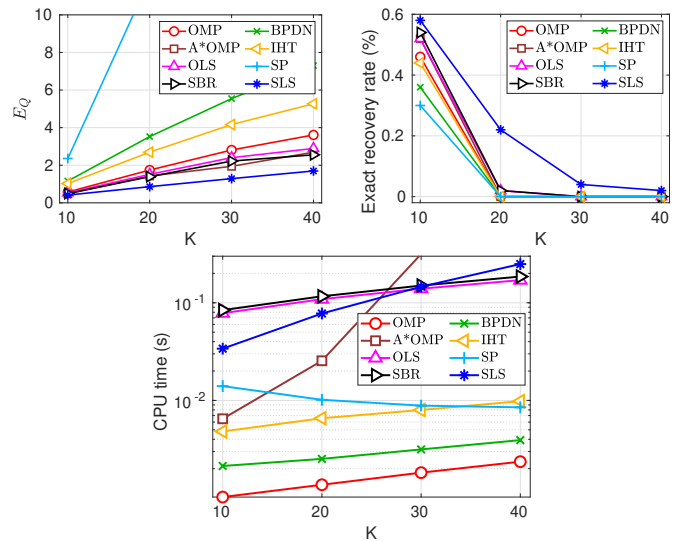 10
8
6
4
2
0
E_Q
10 20 30 40
K
OMP BPDN
A*OMP IHT
OLS SP
SBR SLS
0.6
0.4
0.2
0
Exact recovery rate (%)
10 20 30 40
K
OMP BPDN
A*OMP IHT
OLS SP
SBR SLS
10^-1
10^-2
CPU time (s)
10 20 30 40
K
OMP BPDN
A*OMP IHT
OLS SP
SBR SLS